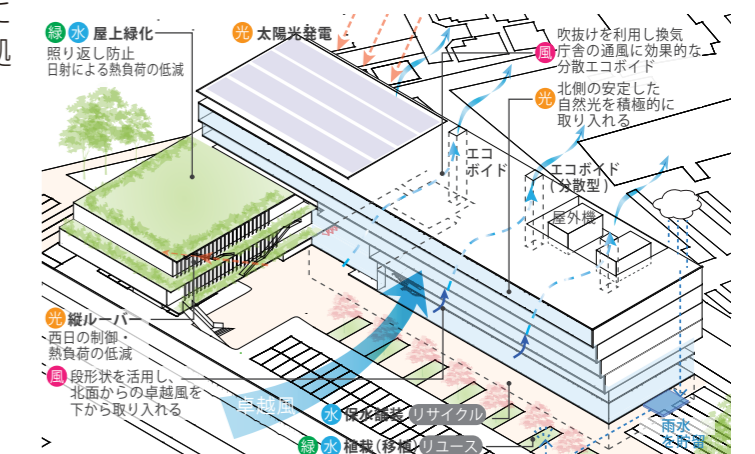 に
処
緑 水 屋上緑化
照り返し防止
日射による熱負荷の低減
光 太陽光発電
風 吹抜けを利用し換気
庁舎の通風に効果的な
分散エコボイド
光 北側の安定した
自然光を積極的に
取り入れる
エコ
ボイド
エコボイド
(分散型)
屋外機
光 縦ルーバー
西日の制御・
熱負荷の低減
風 段形状を活用し、
北面からの卓越風を
下から取り入れる
卓越風
水 保水舗装 リサイクル
緑 水 植栽(移植) リユース
雨水
を貯留